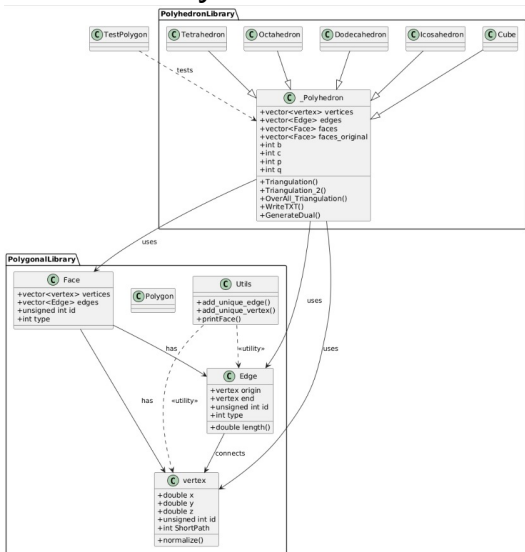 PolyhedronLibrary
C TestPolygon
C Tetrahedron
C Octahedron
C Dodecahedron
C Icosahedron
C Cube
tests
C _Polyhedron
+vector<vertex> vertices
+vector<Edge> edges
+vector<Face> faces
+vector<Face> faces_original
+int b
+int c
+int p
+int q
+Triangulation()
+Triangulation_2()
+OverAll_Triangulation()
+WriteTXT()
+GenerateDual()
uses
PolygonalLibrary
C Face
+vector<vertex> vertices
+vector<Edge> edges
+unsigned int id
+int type
C Polygon
C Utils
+add_unique_edge()
+add_unique_vertex()
+printFace()
uses
has
«utility»
uses
C Edge
+vertex origin
+vertex end
+unsigned int id
+int type
+double length()
has
«utility»
connects
C vertex
+double x
+double y
+double z
+unsigned int id
+int ShortPath
+normalize()